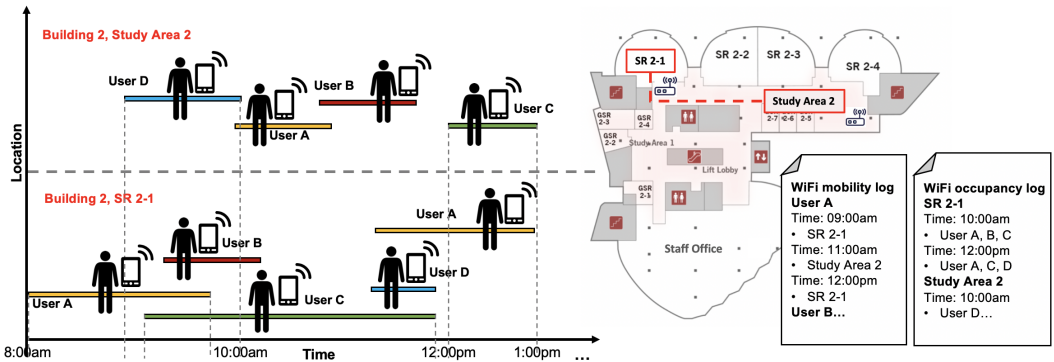 Building 2, Study Area 2
User D
User B
User A
User C
Location
Building 2, SR 2-1
User A
User B
User D
User A
User C
8:00am
10:00am
Time
12:00pm
1:00pm
...
SR 2-1
SR 2-2
SR 2-3
SR 2-4
Study Area 2
GSR
2-3
GSR
2-4
2-7
2-6
2-5
GSR
2-2
Study Area 1
Lift Lobby
GSR
2-1
Staff Office
WiFi mobility log
User A
Time: 09:00am
• SR 2-1
Time: 11:00am
• Study Area 2
Time: 12:00pm
• SR 2-1
User B...
WiFi occupancy log
SR 2-1
Time: 10:00am
• User A, B, C
Time: 12:00pm
• User A, C, D
Study Area 2
Time: 10:00am
• User D...